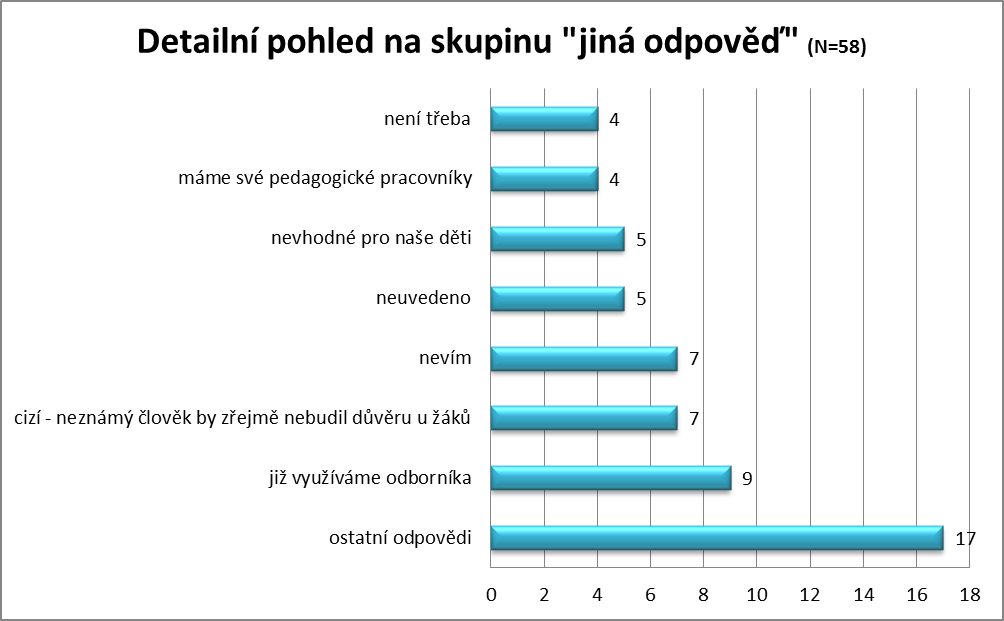 Detailní pohled na skupinu "jiná odpověď" (N=58)
není třeba 4
máme své pedagogické pracovníky 4
nevhodné pro naše děti 5
neuvedeno 5
nevím 7
cizí - neznámý člověk by zřejmě nebudil důvěru u žáků 7
již využíváme odborníka 9
ostatní odpovědi 17
0 2 4 6 8 10 12 14 16 18